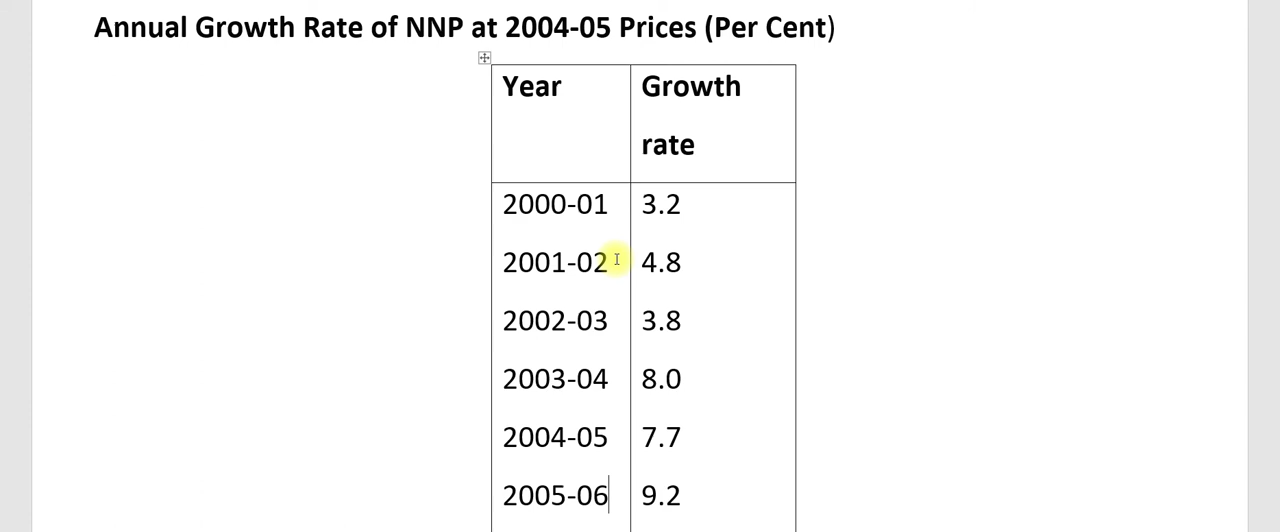 Annual Growth Rate of NNP at 2004-05 Prices (Per Cent)
Year Growth
rate
2000-01 3.2
2001-02 4.8
2002-03 3.8
2003-04 8.0
2004-05 7.7
2005-06 9.2